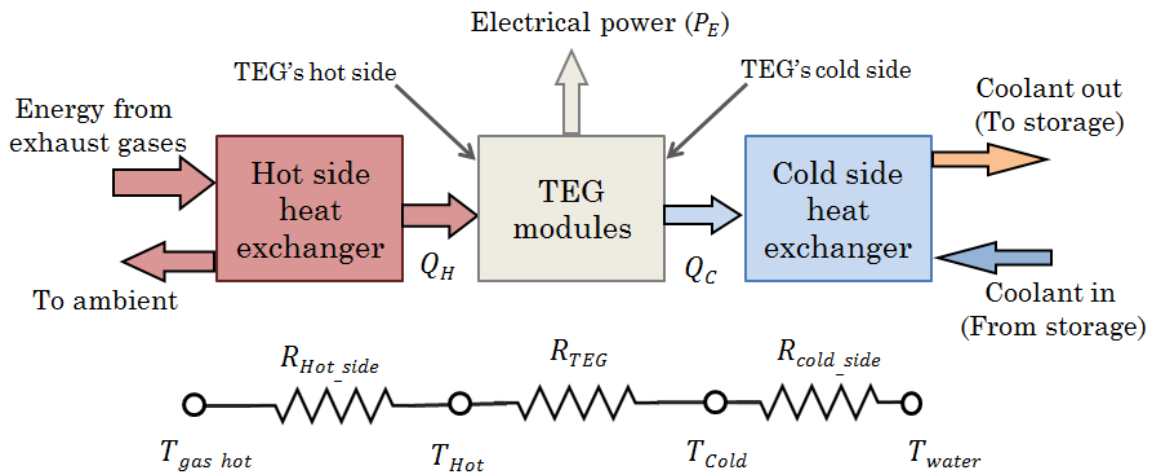 Electrical power (P_E)
TEG's hot side
TEG's cold side
Energy from
exhaust gases
Coolant out
(To storage)
Hot side
heat
exchanger
TEG
modules
Cold side
heat
exchanger
Q_H
Q_C
To ambient
Coolant in
(From storage)
R_Hot_side
R_TEG
R_cold_side
T_gas hot
T_Hot
T_Cold
T_water